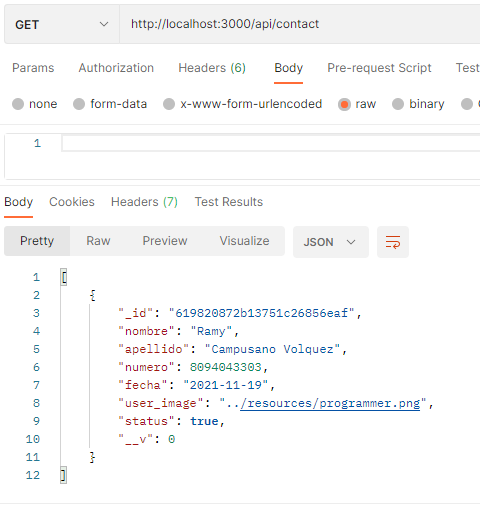 GET http://localhost:3000/api/contact
Params Authorization Headers (6) Body Pre-request Script Test
none form-data x-www-form-urlencoded raw binary
1
Body Cookies Headers (7) Test Results
Pretty Raw Preview Visualize JSON
1 [
2 {
3 "_id": "619820872b13751c26856eaf",
4 "nombre": "Ramy",
5 "apellido": "Campusano Volquez",
6 "numero": 8094043303,
7 "fecha": "2021-11-19",
8 "user_image": "../resources/programmer.png",
9 "status": true,
10 "__v": 0
11 }
12 ]